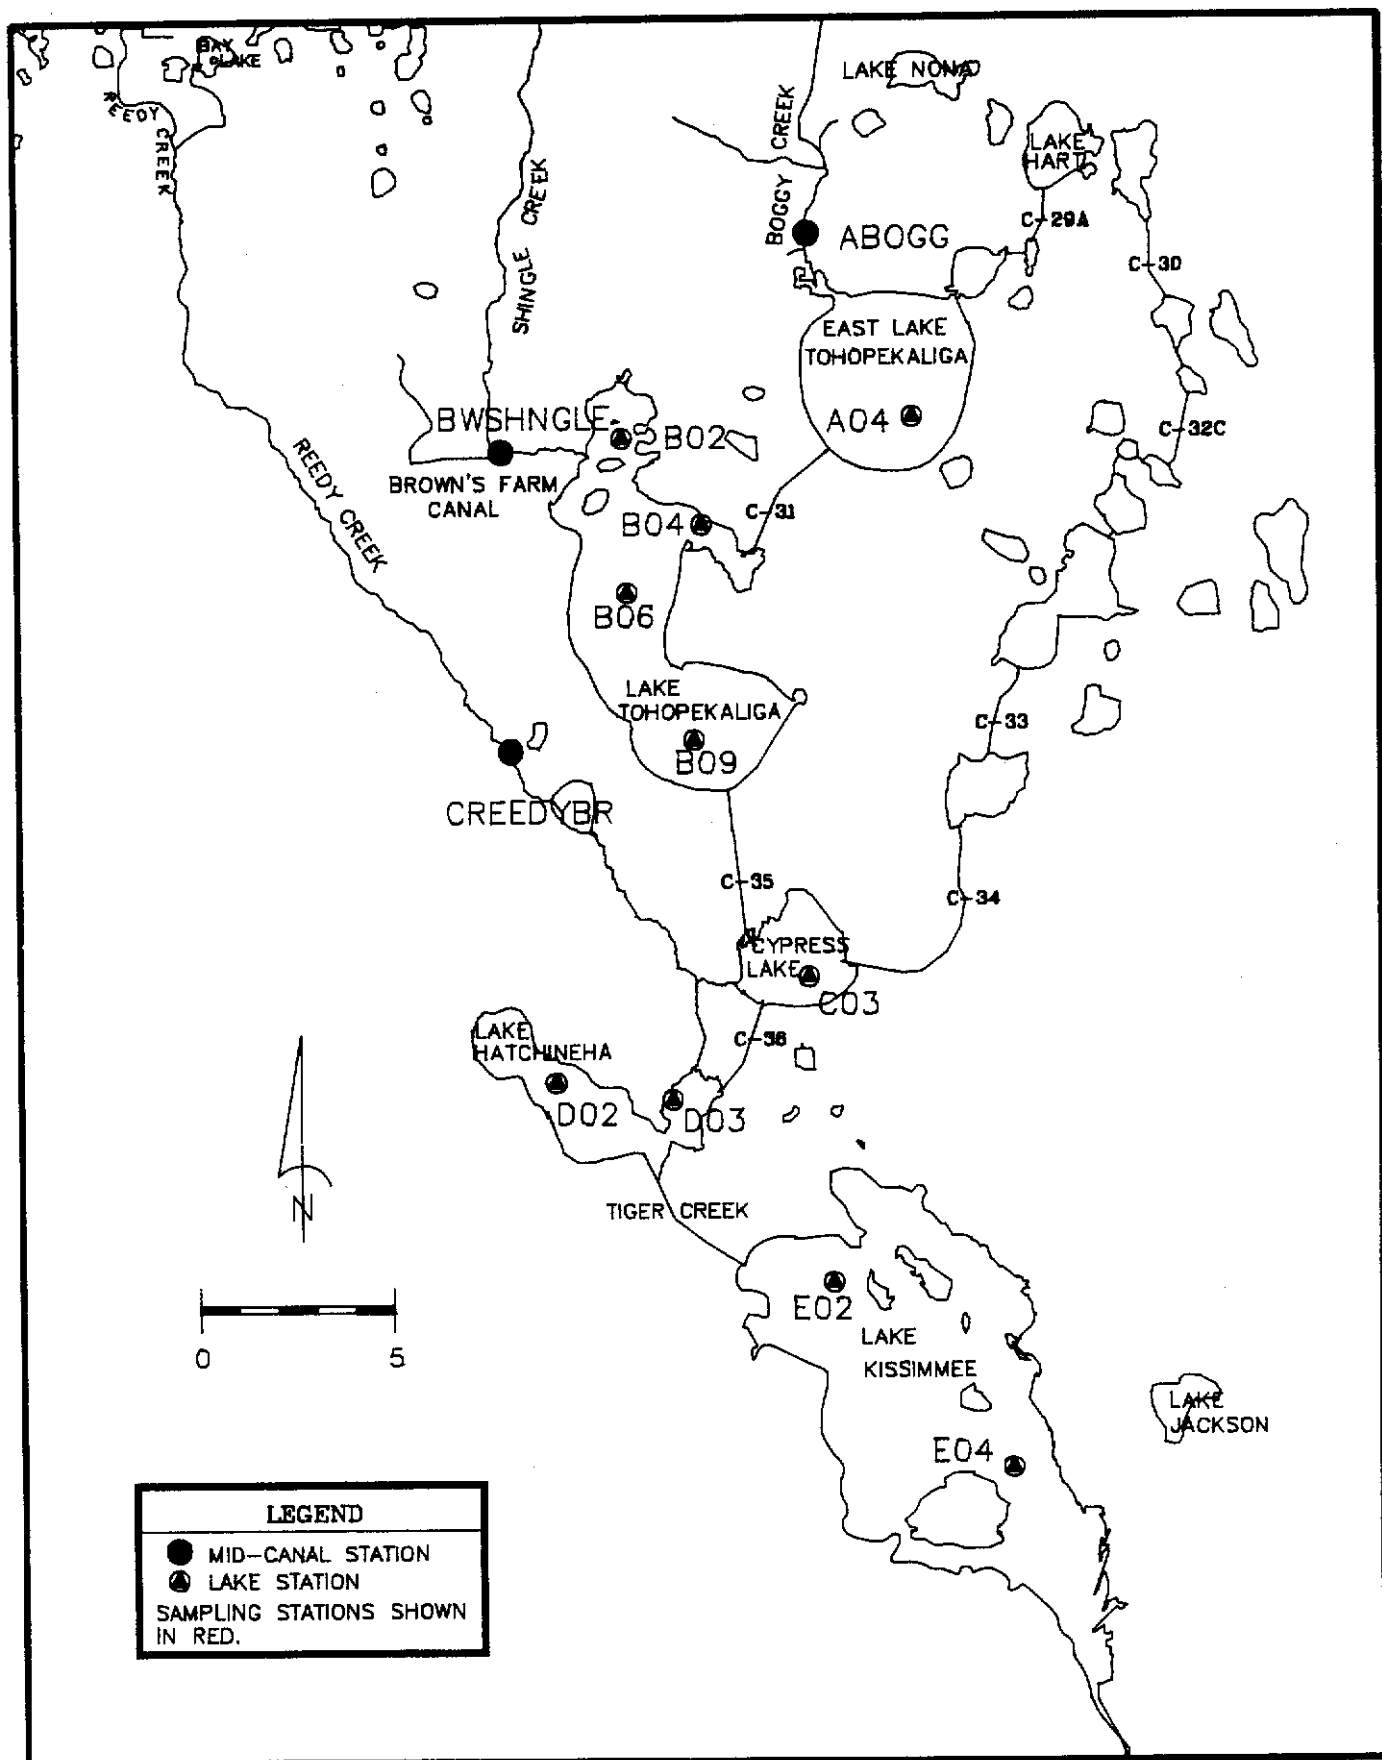 BAY
LAKE
LAKE NONA
REEDY
CREEK
SHINGLE CREEK
BOGGY CREEK
LAKE
HART
C-29A
ABOGG
C-30
EAST LAKE
TOHOPEKALIGA
A04
C-32C
BWSHNGLE
B02
BROWN'S FARM
CANAL
REEDY CREEK
B04
C-31
B06
LAKE
TOHOPEKALIGA
B09
C-33
CREEDYBR
C-35
C-34
CYPRESS
LAKE
C03
LAKE
HATCHINEHA
C-36
D02
D03
TIGER CREEK
N
E02
LAKE
KISSIMMEE
0 5
LAKE
JACKSON
E04
LEGEND
MID-CANAL STATION
LAKE STATION
SAMPLING STATIONS SHOWN
IN RED.